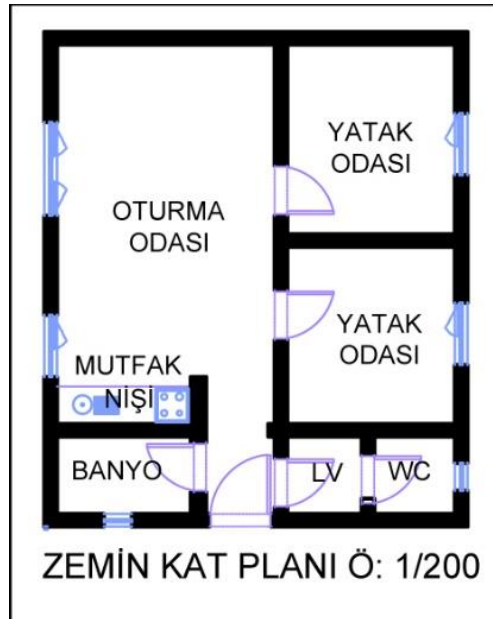 YATAK
ODASI
OTURMA
ODASI
YATAK
ODASI
MUTFAK
NİŞİ
BANYO
LV
WC
ZEMİN KAT PLANI Ö: 1/200